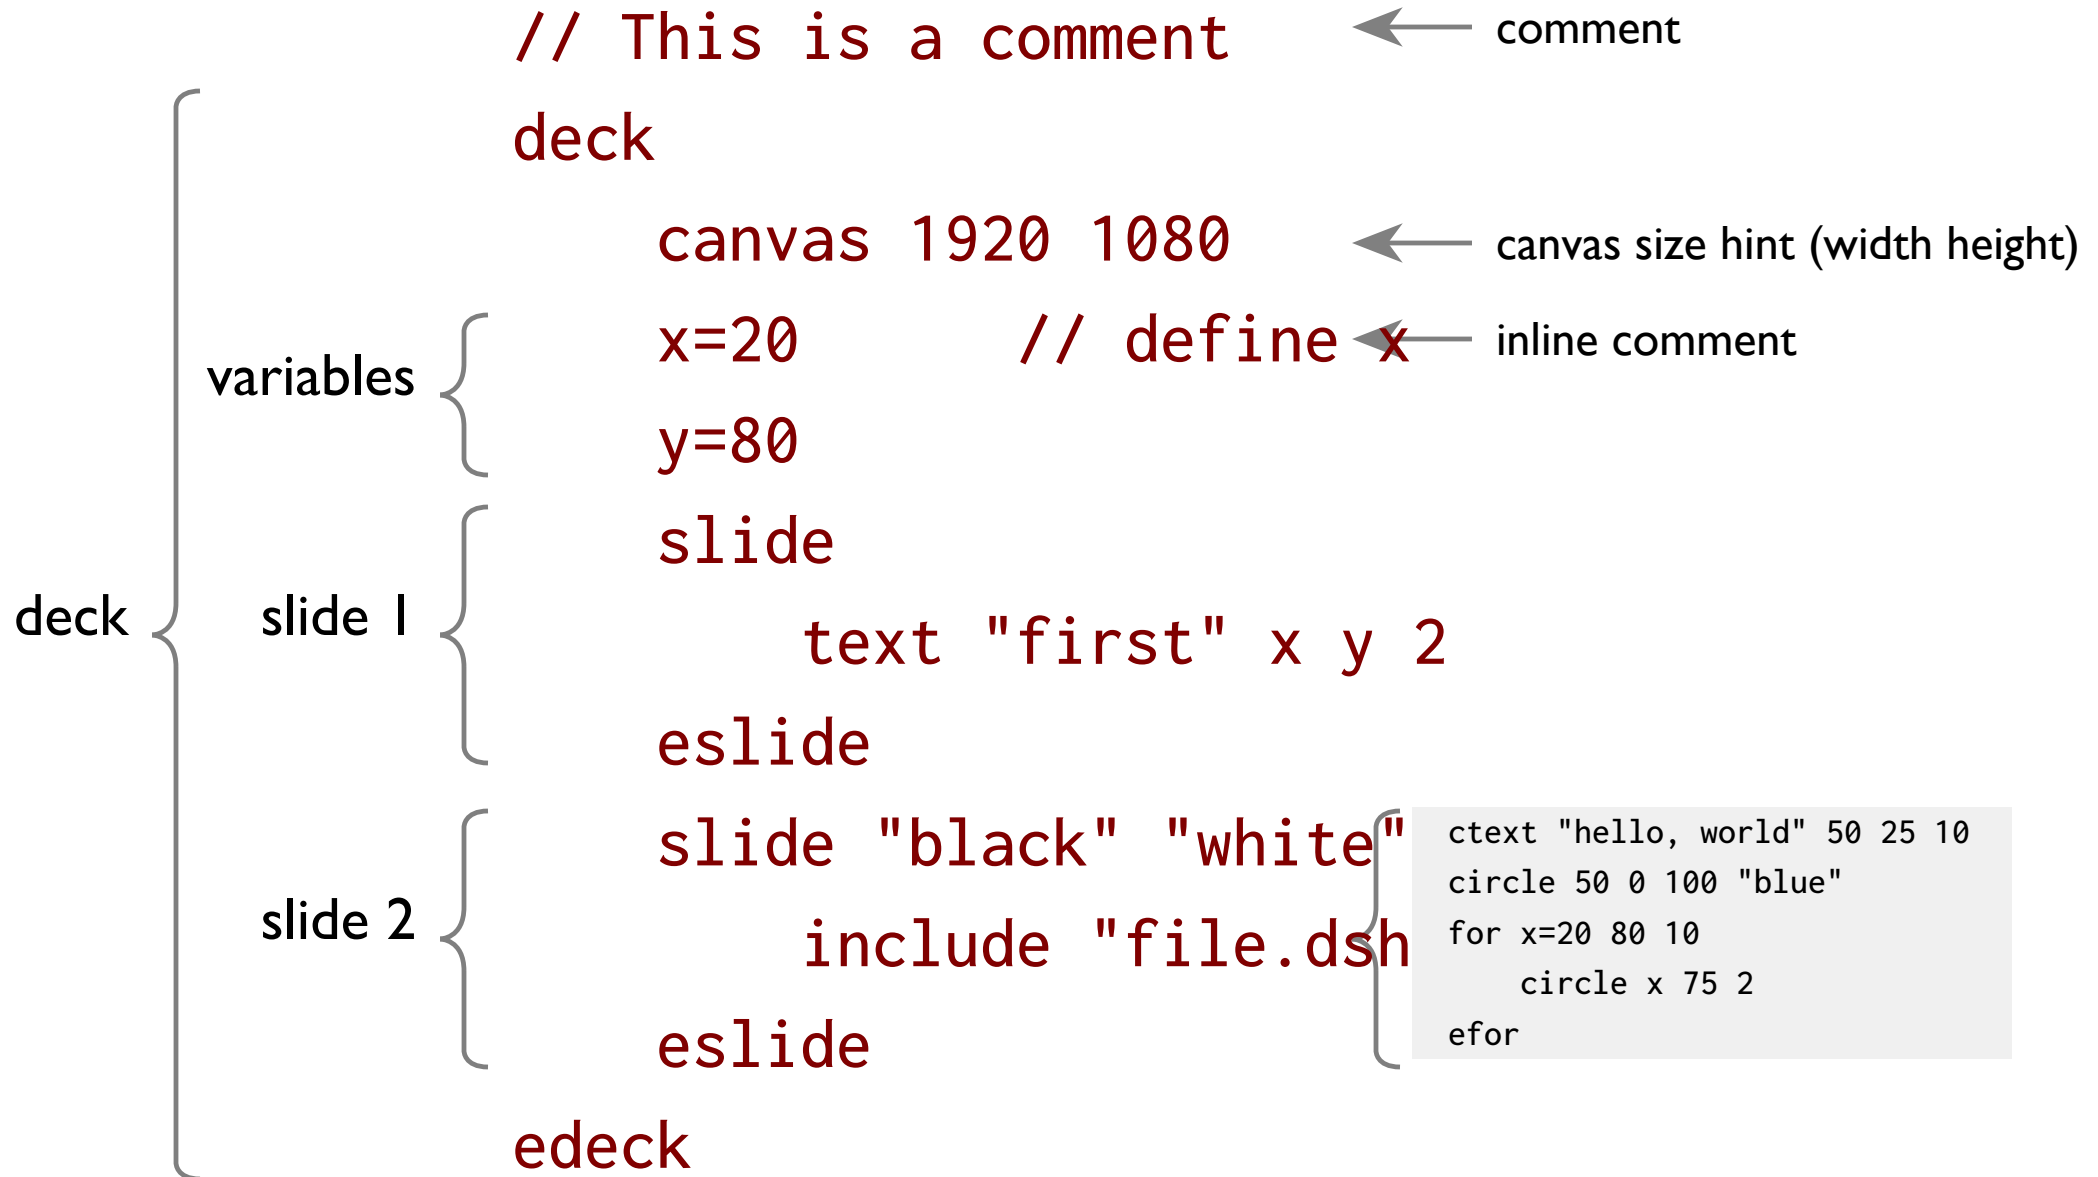 // This is a comment
comment
deck
canvas 1920 1080
canvas size hint (width height)
x=20 // define x
inline comment
variables
y=80
slide
deck
slide 1
text "first" x y 2
eslide
slide "black" "white"
slide 2
include "file.dsh
eslide
ctext "hello, world" 50 25 10
circle 50 0 100 "blue"
for x=20 80 10
circle x 75 2
efor
edeck